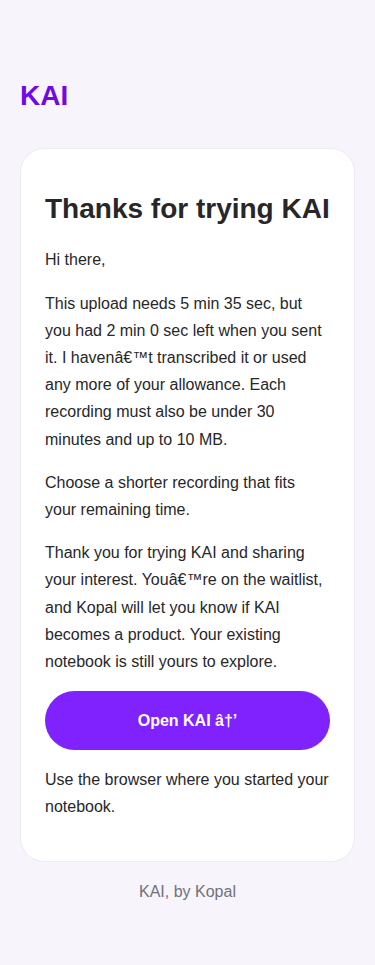 KAI
Thanks for trying KAI
Hi there,
This upload needs 5 min 35 sec, but
you had 2 min 0 sec left when you sent
it. I havenâ€™t transcribed it or used
any more of your allowance. Each
recording must also be under 30
minutes and up to 10 MB.
Choose a shorter recording that fits
your remaining time.
Thank you for trying KAI and sharing
your interest. Youâ€™re on the waitlist,
and Kopal will let you know if KAI
becomes a product. Your existing
notebook is still yours to explore.
Open KAI â†’
Use the browser where you started your
notebook.
KAI, by Kopal